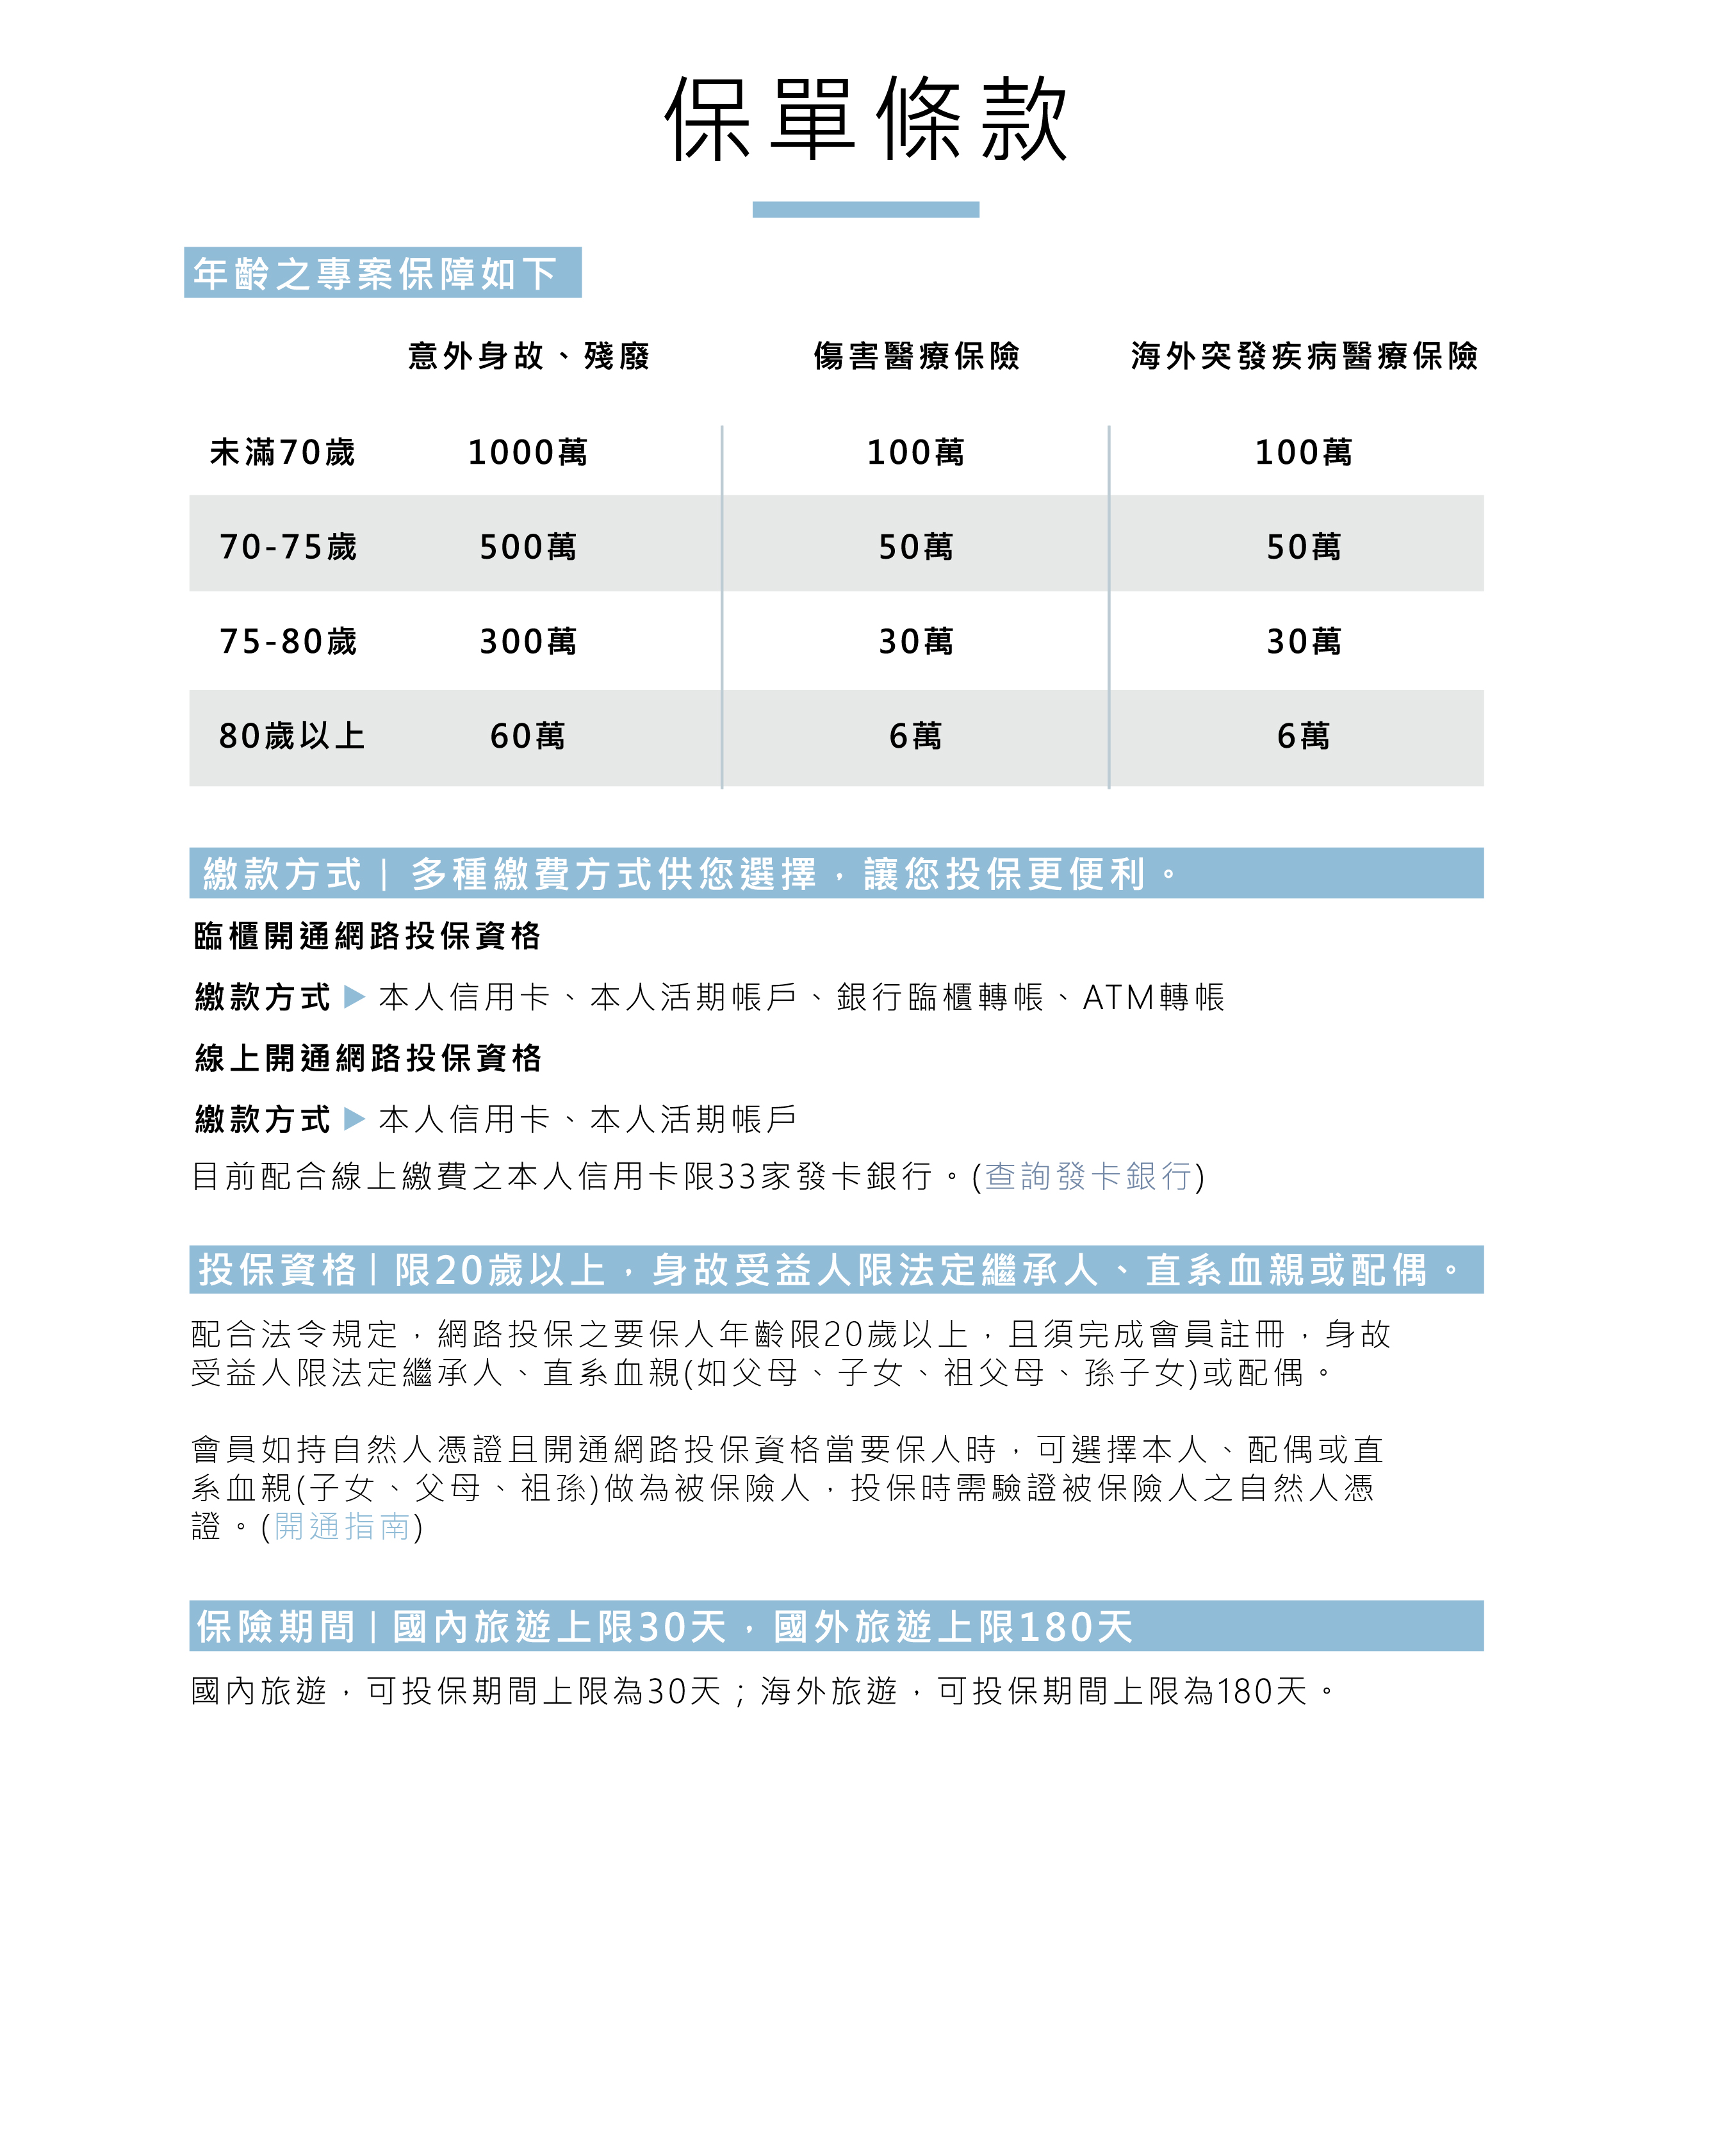 保單條款
年齡之專案保障如下
意外身故、殘廢 傷害醫療保險 海外突發疾病醫療保險
未滿70歲 1000萬 100萬 100萬
70-75歲 500萬 50萬 50萬
75-80歲 300萬 30萬 30萬
80歲以上 60萬 6萬 6萬
繳款方式｜多種繳費方式供您選擇，讓您投保更便利。
臨櫃開通網路投保資格
繳款方式▶本人信用卡、本人活期帳戶、銀行臨櫃轉帳、ATM轉帳
線上開通網路投保資格
繳款方式▶本人信用卡、本人活期帳戶
目前配合線上繳費之本人信用卡限33家發卡銀行。(查詢發卡銀行)
投保資格｜限20歲以上，身故受益人限法定繼承人、直系血親或配偶。
配合法令規定，網路投保之要保人年齡限20歲以上，且須完成會員註冊，身故
受益人限法定繼承人、直系血親(如父母、子女、祖父母、孫子女)或配偶。
會員如持自然人憑證且開通網路投保資格當要保人時，可選擇本人、配偶或直
系血親(子女、父母、祖孫)做為被保險人，投保時需驗證被保險人之自然人憑
證。(開通指南)
保險期間｜國內旅遊上限30天，國外旅遊上限180天
國內旅遊，可投保期間上限為30天；海外旅遊，可投保期間上限為180天。